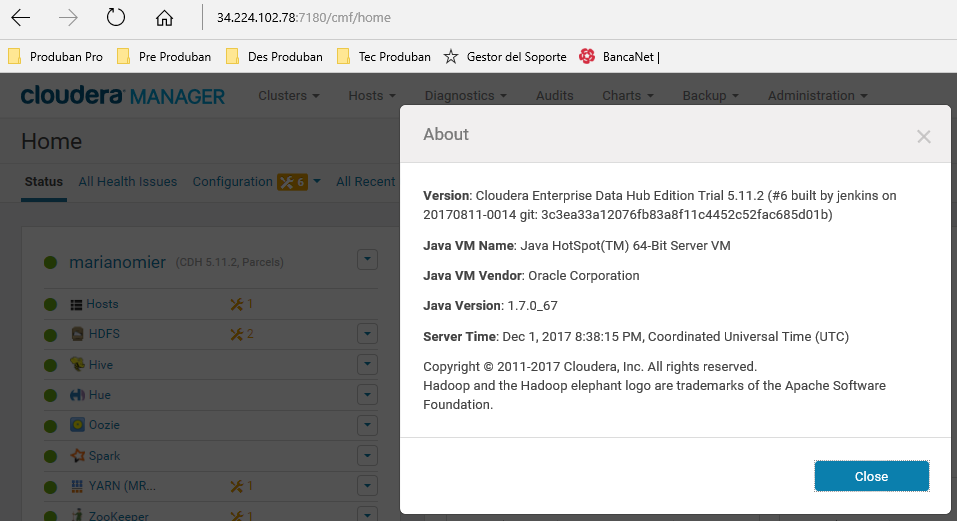 34.224.102.78:7180/cmf/home
Produban Pro Pre Produban Des Produban Tec Produban Gestor del Soporte BancaNet |
cloudera MANAGER Clusters Hosts Diagnostics Audits Charts Backup Administration
Home
Status All Health Issues Configuration 6 All Recent
marianomier (CDH 5.11.2, Parcels)
Hosts 1
HDFS 2
Hive
Hue
Oozie
Spark
YARN (MR... 1
ZooKeeper 1
About
Version: Cloudera Enterprise Data Hub Edition Trial 5.11.2 (#6 built by jenkins on
20170811-0014 git: 3c3ea33a12076fb83a8f11c4452c52fac685d01b)
Java VM Name: Java HotSpot(TM) 64-Bit Server VM
Java VM Vendor: Oracle Corporation
Java Version: 1.7.0_67
Server Time: Dec 1, 2017 8:38:15 PM, Coordinated Universal Time (UTC)
Copyright © 2011-2017 Cloudera, Inc. All rights reserved.
Hadoop and the Hadoop elephant logo are trademarks of the Apache Software
Foundation.
Close